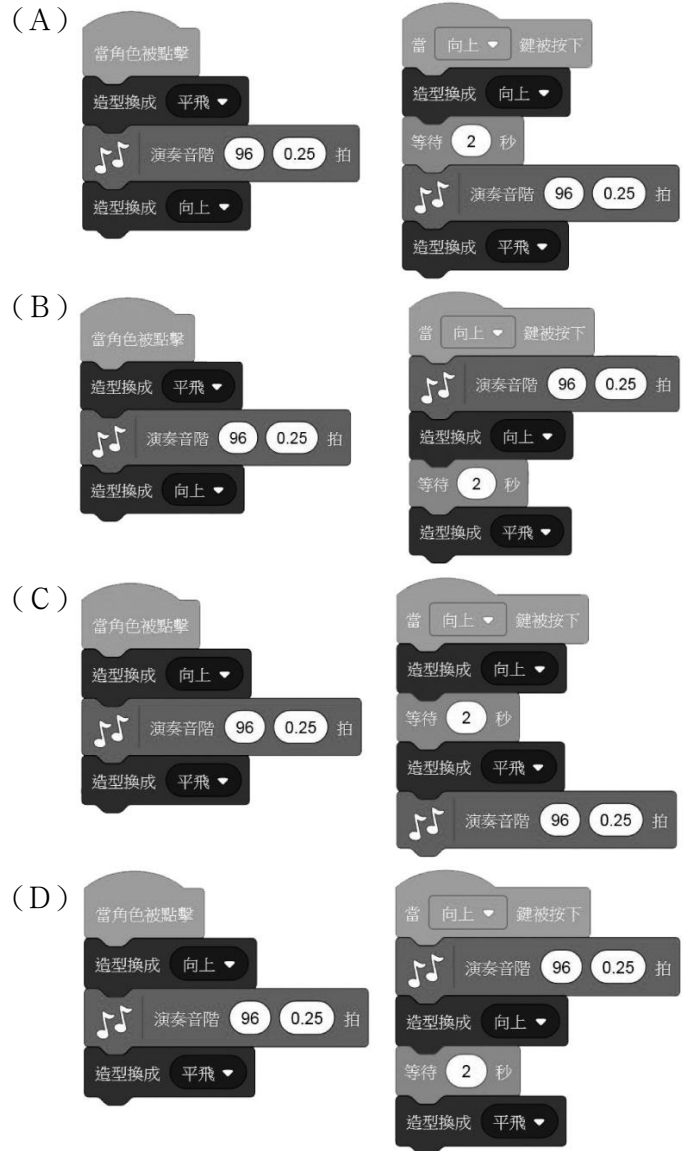 (A)
當角色被點擊
造型換成 平飛
演奏音階 96 0.25 拍
造型換成 向上
當 向上 鍵被按下
造型換成 向上
等待 2 秒
演奏音階 96 0.25 拍
造型換成 平飛
(B)
當角色被點擊
造型換成 平飛
演奏音階 96 0.25 拍
造型換成 向上
當 向上 鍵被按下
演奏音階 96 0.25 拍
造型換成 向上
等待 2 秒
造型換成 平飛
(C)
當角色被點擊
造型換成 向上
演奏音階 96 0.25 拍
造型換成 平飛
當 向上 鍵被按下
造型換成 向上
等待 2 秒
造型換成 平飛
演奏音階 96 0.25 拍
(D)
當角色被點擊
造型換成 向上
演奏音階 96 0.25 拍
造型換成 平飛
當 向上 鍵被按下
演奏音階 96 0.25 拍
造型換成 向上
等待 2 秒
造型換成 平飛